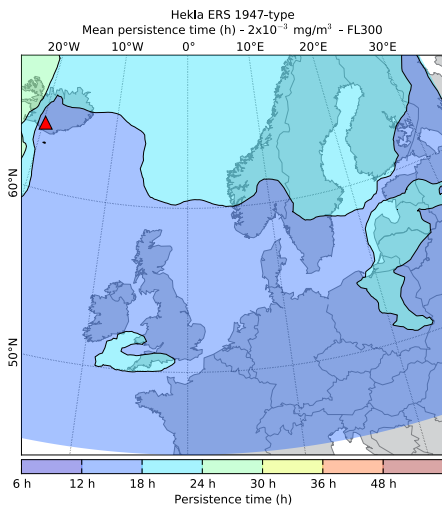 Hekla ERS 1947-type
Mean persistence time (h) - 2x10⁻³ mg/m³ - FL300
20°W 10°W 0° 10°E 20°E 30°E
60°N
50°N
6 h 12 h 18 h 24 h 30 h 36 h 48 h
Persistence time (h)